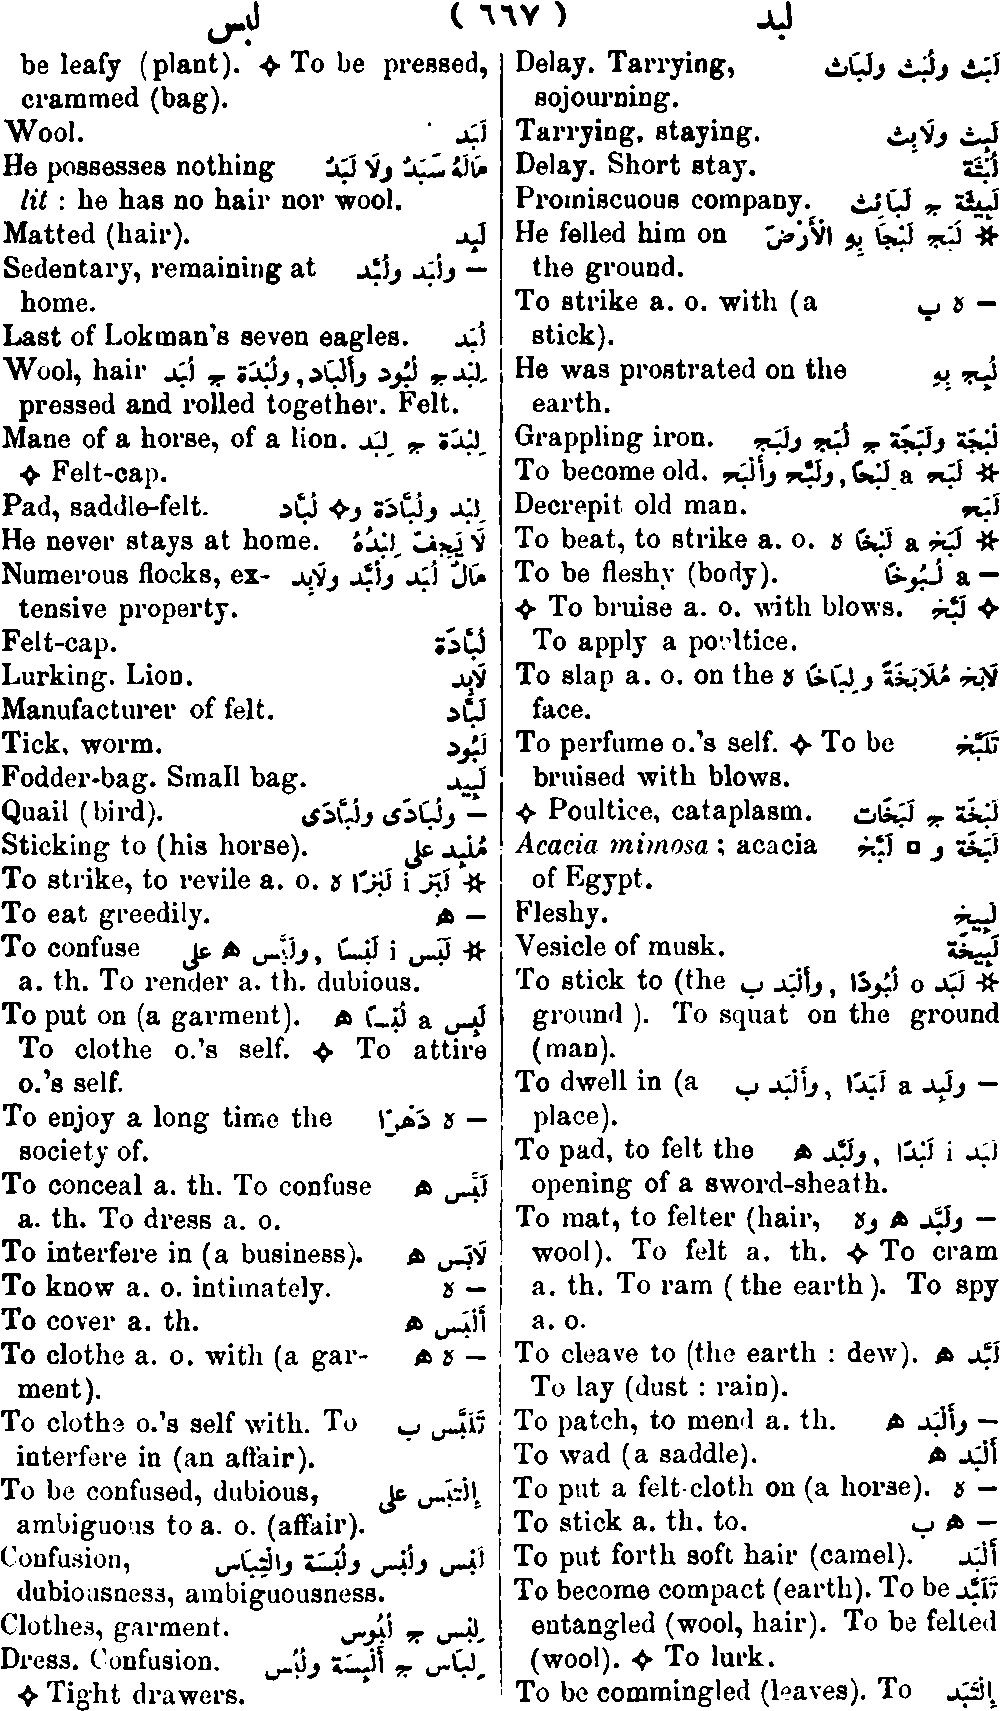 لبس ( ٦٦٧ ) لبد
Delay. Tarrying, لَبَث ولُبْث ولَبَاث
sojourning.
Tarrying, staying. لَبِث ولَابِث
Delay. Short stay. لُبْثَة
Promiscuous company. لَبِيثَة ج لَبَائِث
He felled him on ✲ لَبَج لَبْجًا بِهِ الْأَرْضَ
the ground.
To strike a. o. with (a — ه ب
stick).
He was prostrated on the لُبِج بِهِ
earth.
Grappling iron. لُبْجَة ولَبَجَة ج لُبَج ولَبَج
To become old. ✲ لَبَح a لَبْحًا, ولَبَّح وأَلْبَح
Decrepit old man. لَبَح
To beat, to strike a. o. ✲ لَبَخ a لَبْخًا ه
To be fleshy (body). — a لُبُوخًا
✧ To bruise a. o. with blows. ✧ لَبَّخ
To apply a poultice.
To slap a. o. on the لَابَخ مُلَابَخَةً ولِبَاخًا ه
face.
To perfume o.'s self. ✧ To be تَلَبَّخ
bruised with blows.
✧ Poultice, cataplasm. لَبْخَة ج لَبَخَات
Acacia mimosa ; acacia لَبَخَة و □ لَبَّخ
of Egypt.
Fleshy. لَبِيخ
Vesicle of musk. لَبِيخَة
To stick to (the ✲ لَبَد o لُبُودًا, وأَلْبَد ب
ground ). To squat on the ground
(man).
To dwell in (a — ولَبِد a لَبَدًا, وأَلْبَد ب
place).
To pad, to felt the لَبَد i لَبْدًا, ولَبَّد ه
opening of a sword-sheath.
To mat, to felter (hair, — ولَبَّد ه وه
wool). To felt a. th. ✧ To cram
a. th. To ram ( the earth ). To spy
a. o.
To cleave to (the earth : dew). لَبَّد ه
To lay (dust : rain).
To patch, to mend a. th. — وأَلْبَد ه
To wad (a saddle). أَلْبَد ه
To put a felt-cloth on (a horse). — ه
To stick a. th. to. — ه ب
To put forth soft hair (camel). أَلْبَد
To become compact (earth). To be تَلَبَّد
entangled (wool, hair). To be felted
(wool). ✧ To lurk.
To be commingled (leaves). To إِلْتَبَد
be leafy (plant). ✧ To be pressed,
crammed (bag).
Wool. لَبَد
He possesses nothing مَالَهُ سَبَدٌ ولَا لَبَدٌ
lit : he has no hair nor wool.
Matted (hair). لَبِد
Sedentary, remaining at — ولُبَد ولُبَّد
home.
Last of Lokman's seven eagles. لُبَد
Wool, hair لِبْد ج لُبُود وأَلْبَاد, ولُبْدَة ج لُبَد
pressed and rolled together. Felt.
Mane of a horse, of a lion. لِبْدَة ج لِبَد
✧ Felt-cap.
Pad, saddle-felt. لِبْد ولُبَّادَة و✧ لُبَّاد
He never stays at home. لَا يَجِفّ لِبْدُهُ
Numerous flocks, ex- مَالٌ لُبَد ولُبَّد ولَابِد
tensive property.
Felt-cap. لُبَّادَة
Lurking. Lion. لَابِد
Manufacturer of felt. لَبَّاد
Tick, worm. لَبُود
Fodder-bag. Small bag. لَبِيد
Quail (bird). — ولُبَادَى ولُبَّادَى
Sticking to (his horse). مُلْبِد على
To strike, to revile a. o. ✲ لَبَز i لَبْزًا ه
To eat greedily. — ه
To confuse ✲ لَبَس i لَبْسًا, ولَبَّس ه على
a. th. To render a. th. dubious.
To put on (a garment). لَبِس a لُبْسًا ه
To clothe o.'s self. ✧ To attire
o.'s self.
To enjoy a long time the — ه دَهْرًا
society of.
To conceal a. th. To confuse لَبَّس ه
a. th. To dress a. o.
To interfere in (a business). لَابَس ه
To know a. o. intimately. — ه
To cover a. th. أَلْبَس ه
To clothe a. o. with (a gar- — ه ه
ment).
To clothe o.'s self with. To تَلَبَّس ب
interfere in (an affair).
To be confused, dubious, إِلْتَبَس على
ambiguous to a. o. (affair).
Confusion, لَبْس ولُبْس ولُبْسَة والْتِبَاس
dubiousness, ambiguousness.
Clothes, garment. لِبْس ج لُبُوس
Dress. Confusion. لِبَاس ج أَلْبِسَة ولُبُس
✧ Tight drawers.